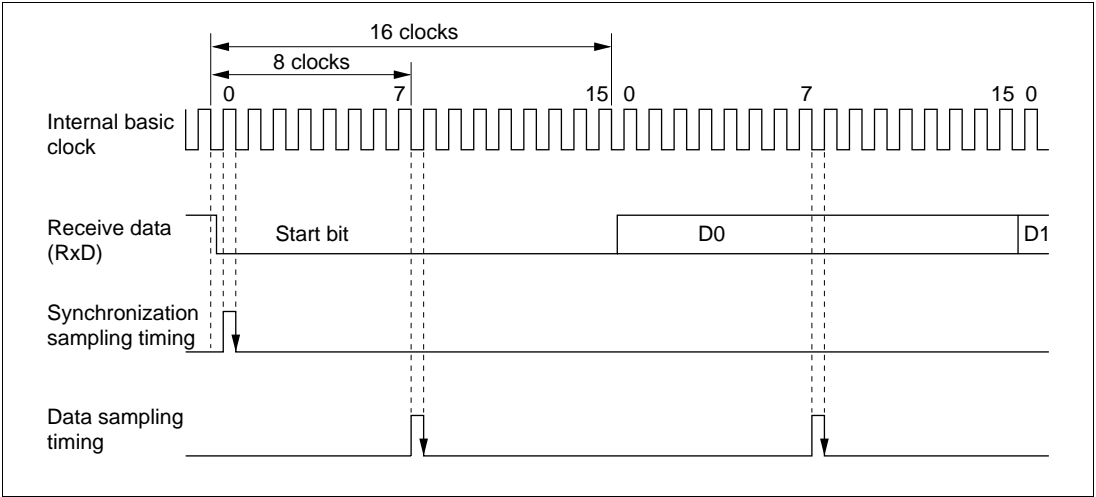 16 clocks
8 clocks
0 7 15 0 7 15 0
Internal basic
clock
Receive data
(RxD)
Start bit D0 D1
Synchronization
sampling timing
Data sampling
timing